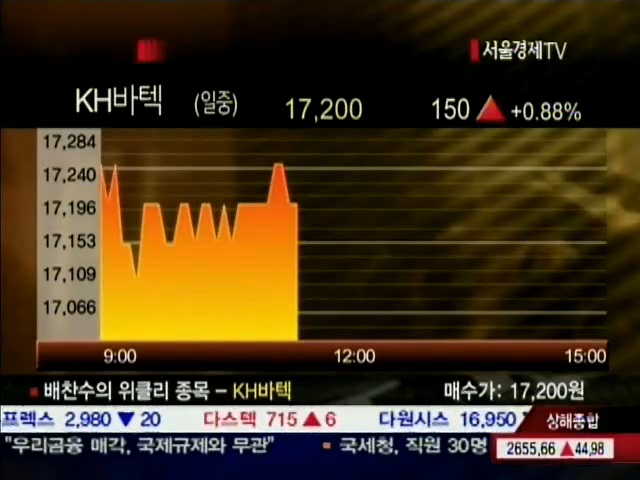 서울경제TV
KH바텍 (일중) 17,200 150 ▲ +0.88%
17,284
17,240
17,196
17,153
17,109
17,066
9:00 12:00 15:00
배찬수의 위클리 종목 – KH바텍 매수가: 17,200원
프렉스 2,980 ▼ 20 다스텍 715 ▲ 6 다원시스 16,950 상해종합
"우리금융 매각, 국제규제와 무관" 국세청, 직원 30명 2655,66 ▲ 44,98